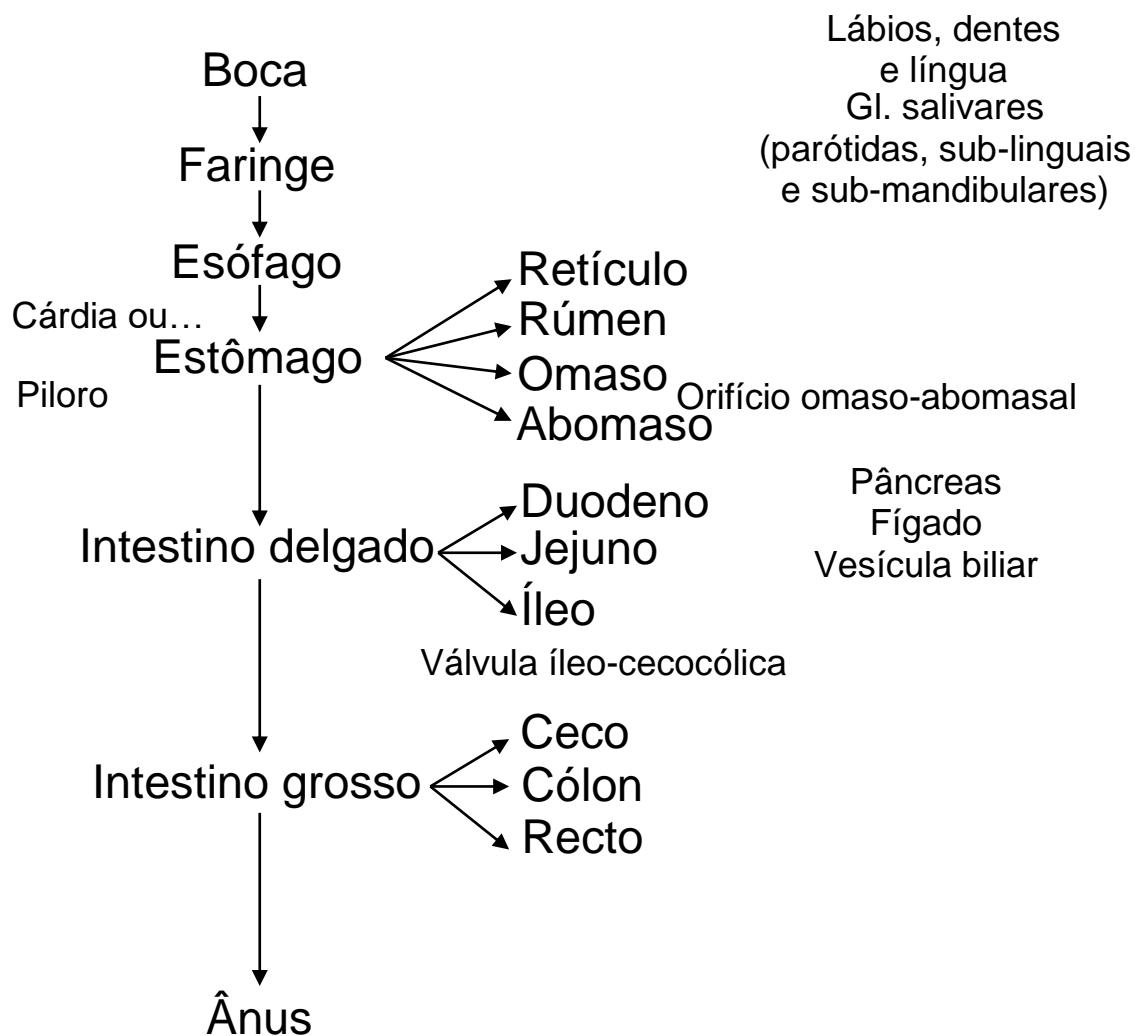 Lábios, dentes
e língua
Gl. salivares
(parótidas, sub-linguais
e sub-mandibulares)
Boca
Faringe
Esófago
Cárdia ou…
Estômago
Piloro
Retículo
Rúmen
Omaso
Abomaso
Orifício omaso-abomasal
Intestino delgado
Duodeno
Jejuno
Íleo
Pâncreas
Fígado
Vesícula biliar
Válvula íleo-cecocólica
Intestino grosso
Ceco
Cólon
Recto
Ânus